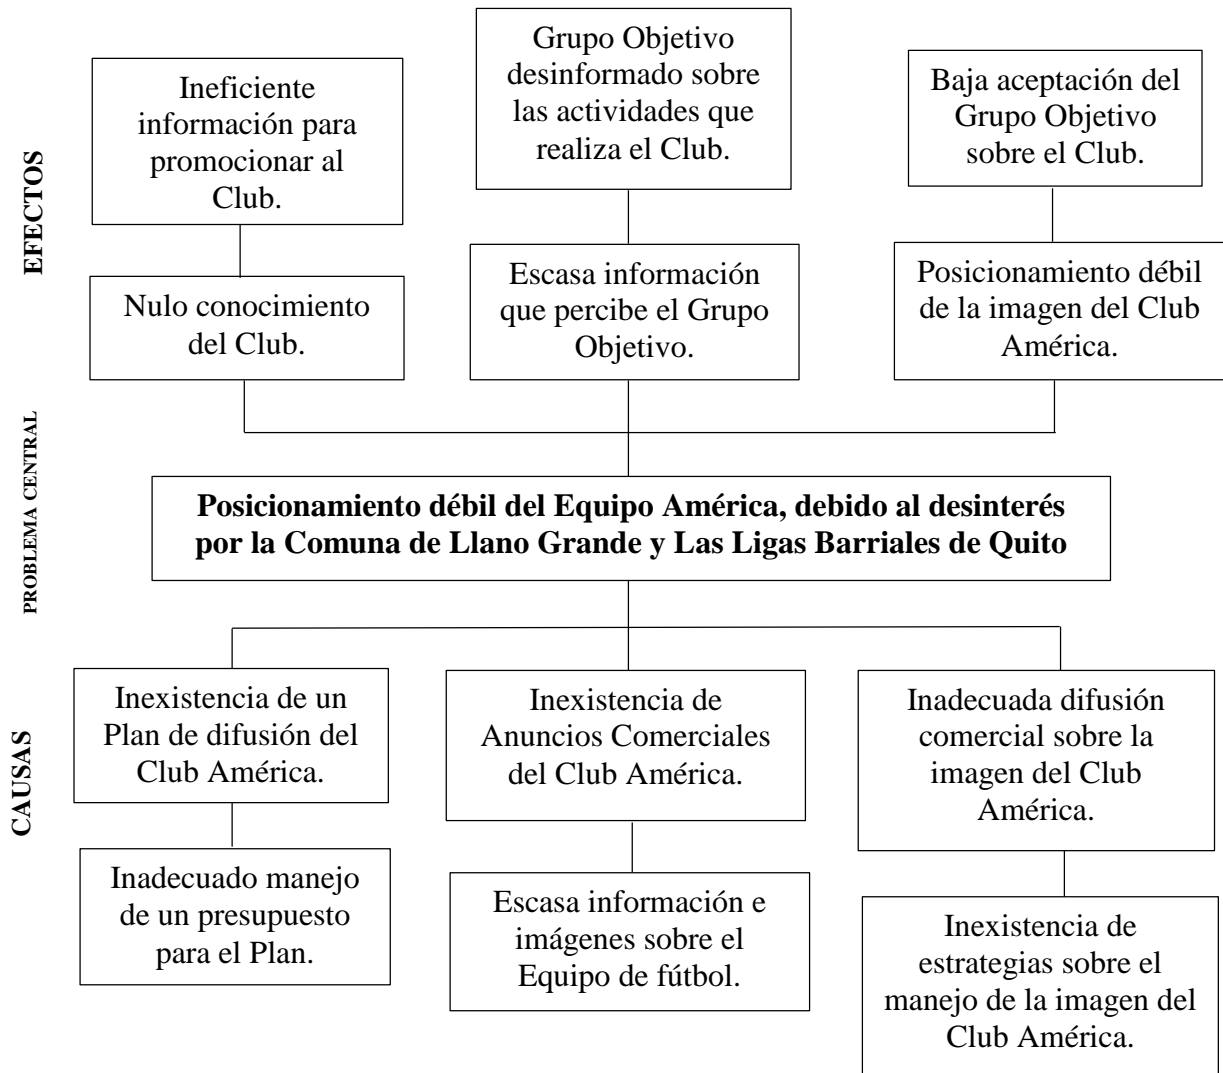 EFECTOS
Ineficiente
información para
promocionar al
Club.
Grupo Objetivo
desinformado sobre
las actividades que
realiza el Club.
Baja aceptación del
Grupo Objetivo
sobre el Club.
Nulo conocimiento
del Club.
Escasa información
que percibe el Grupo
Objetivo.
Posicionamiento débil
de la imagen del Club
América.
PROBLEMA CENTRAL
Posicionamiento débil del Equipo América, debido al desinterés
por la Comuna de Llano Grande y Las Ligas Barriales de Quito
CAUSAS
Inexistencia de un
Plan de difusión del
Club América.
Inexistencia de
Anuncios Comerciales
del Club América.
Inadecuada difusión
comercial sobre la
imagen del Club
América.
Inadecuado manejo
de un presupuesto
para el Plan.
Escasa información e
imágenes sobre el
Equipo de fútbol.
Inexistencia de
estrategias sobre el
manejo de la imagen del
Club América.